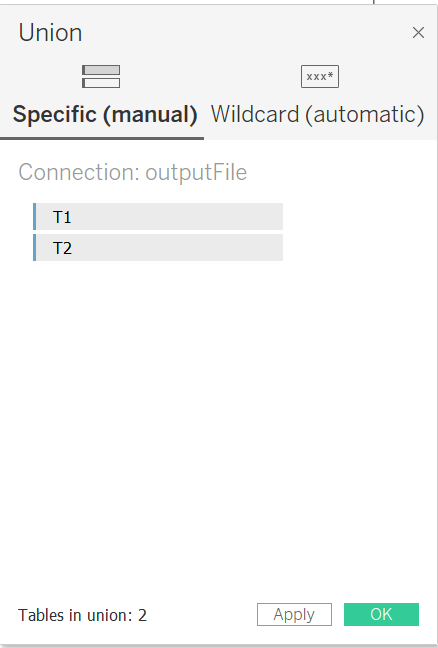 Union
xxx*
Specific (manual) Wildcard (automatic)
Connection: outputFile
T1
T2
Tables in union: 2 Apply OK